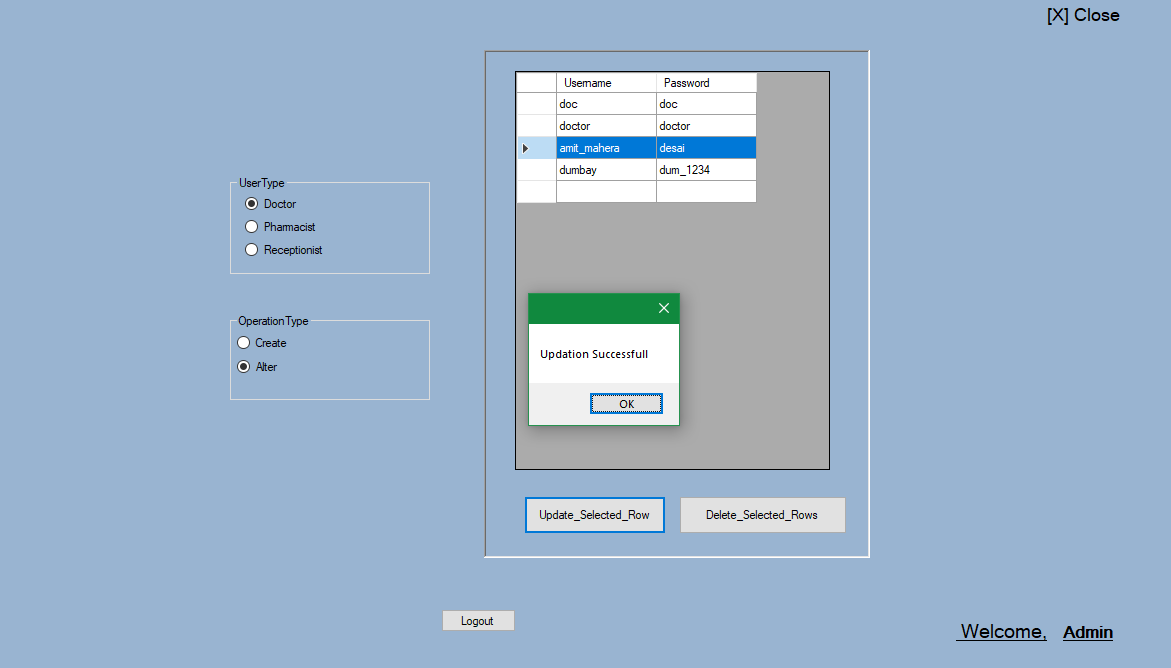 [X] Close
Username Password
doc doc
doctor doctor
amit_mahera desai
dumbay dum_1234
UserType
Doctor
Pharmacist
Receptionist
OperationType
Create
Alter
Updation Successfull
OK
Update_Selected_Row Delete_Selected_Rows
Logout
Welcome, Admin